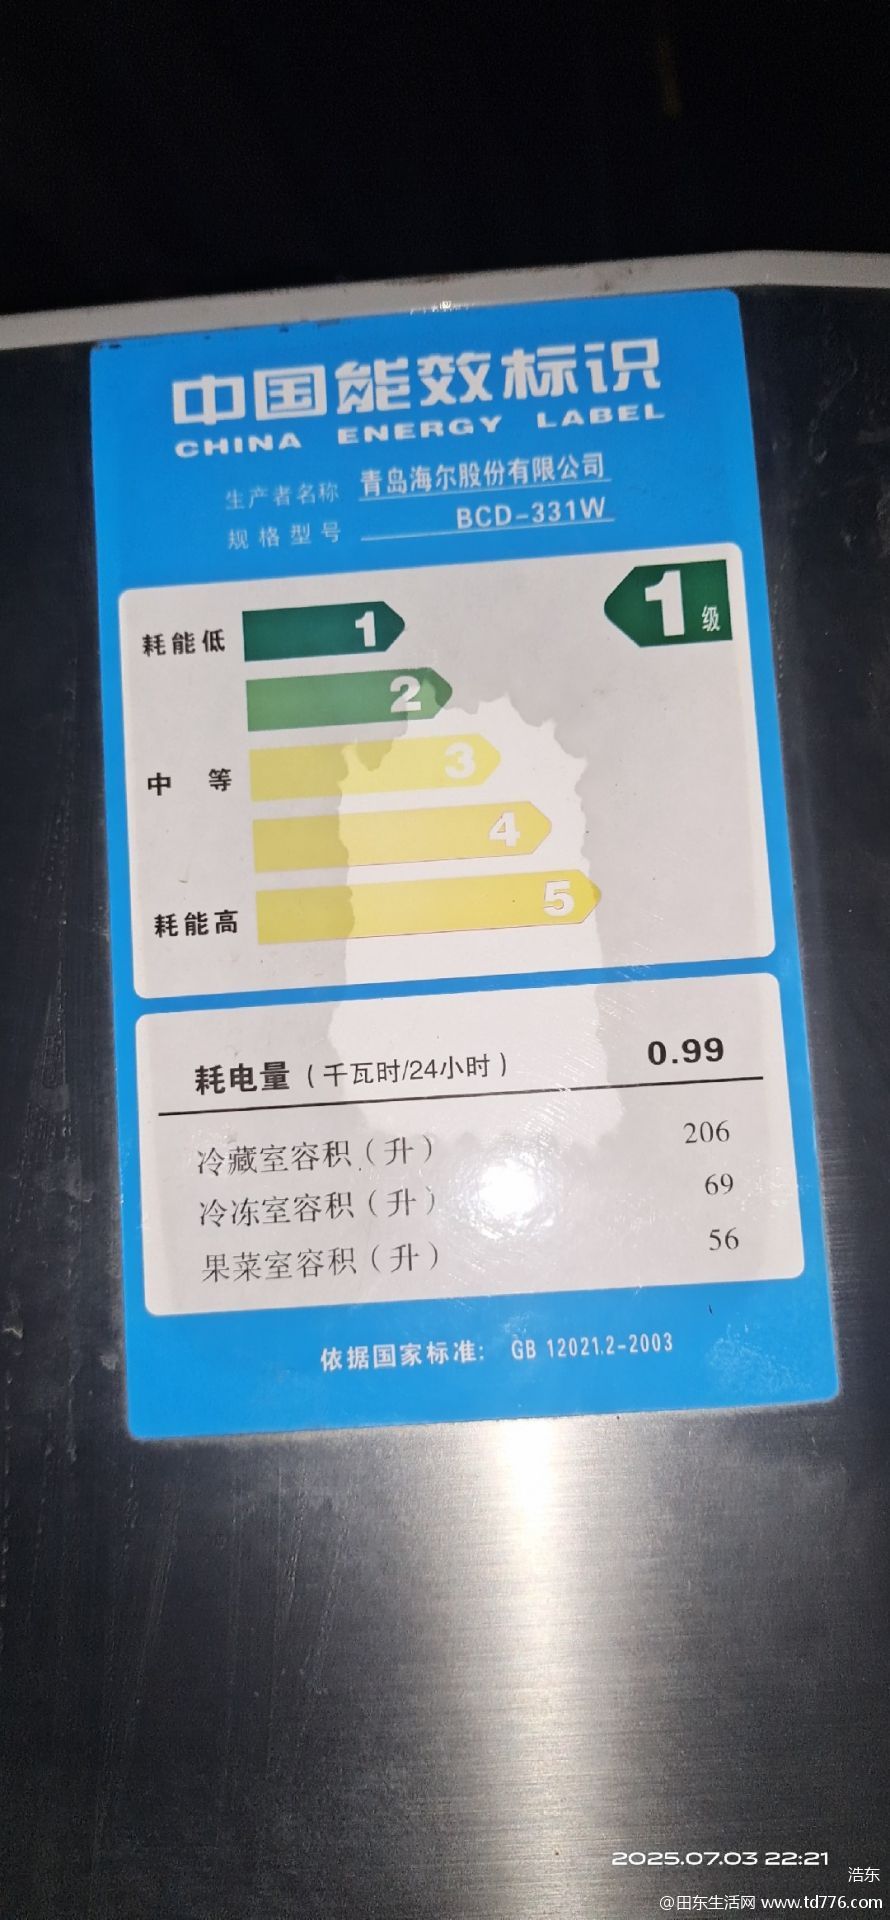 中国能效标识
CHINA ENERGY LABEL
生产者名称 青岛海尔股份有限公司
规格型号 BCD-331W
耗能低 1 1级
2
中 等 3
4
耗能高 5
耗电量（千瓦时/24小时） 0.99
冷藏室容积（升） 206
冷冻室容积（升） 69
果菜室容积（升） 56
依据国家标准: GB 12021.2-2003
2025.07.03 22:21
浩东
@田东生活网 www.td776.com